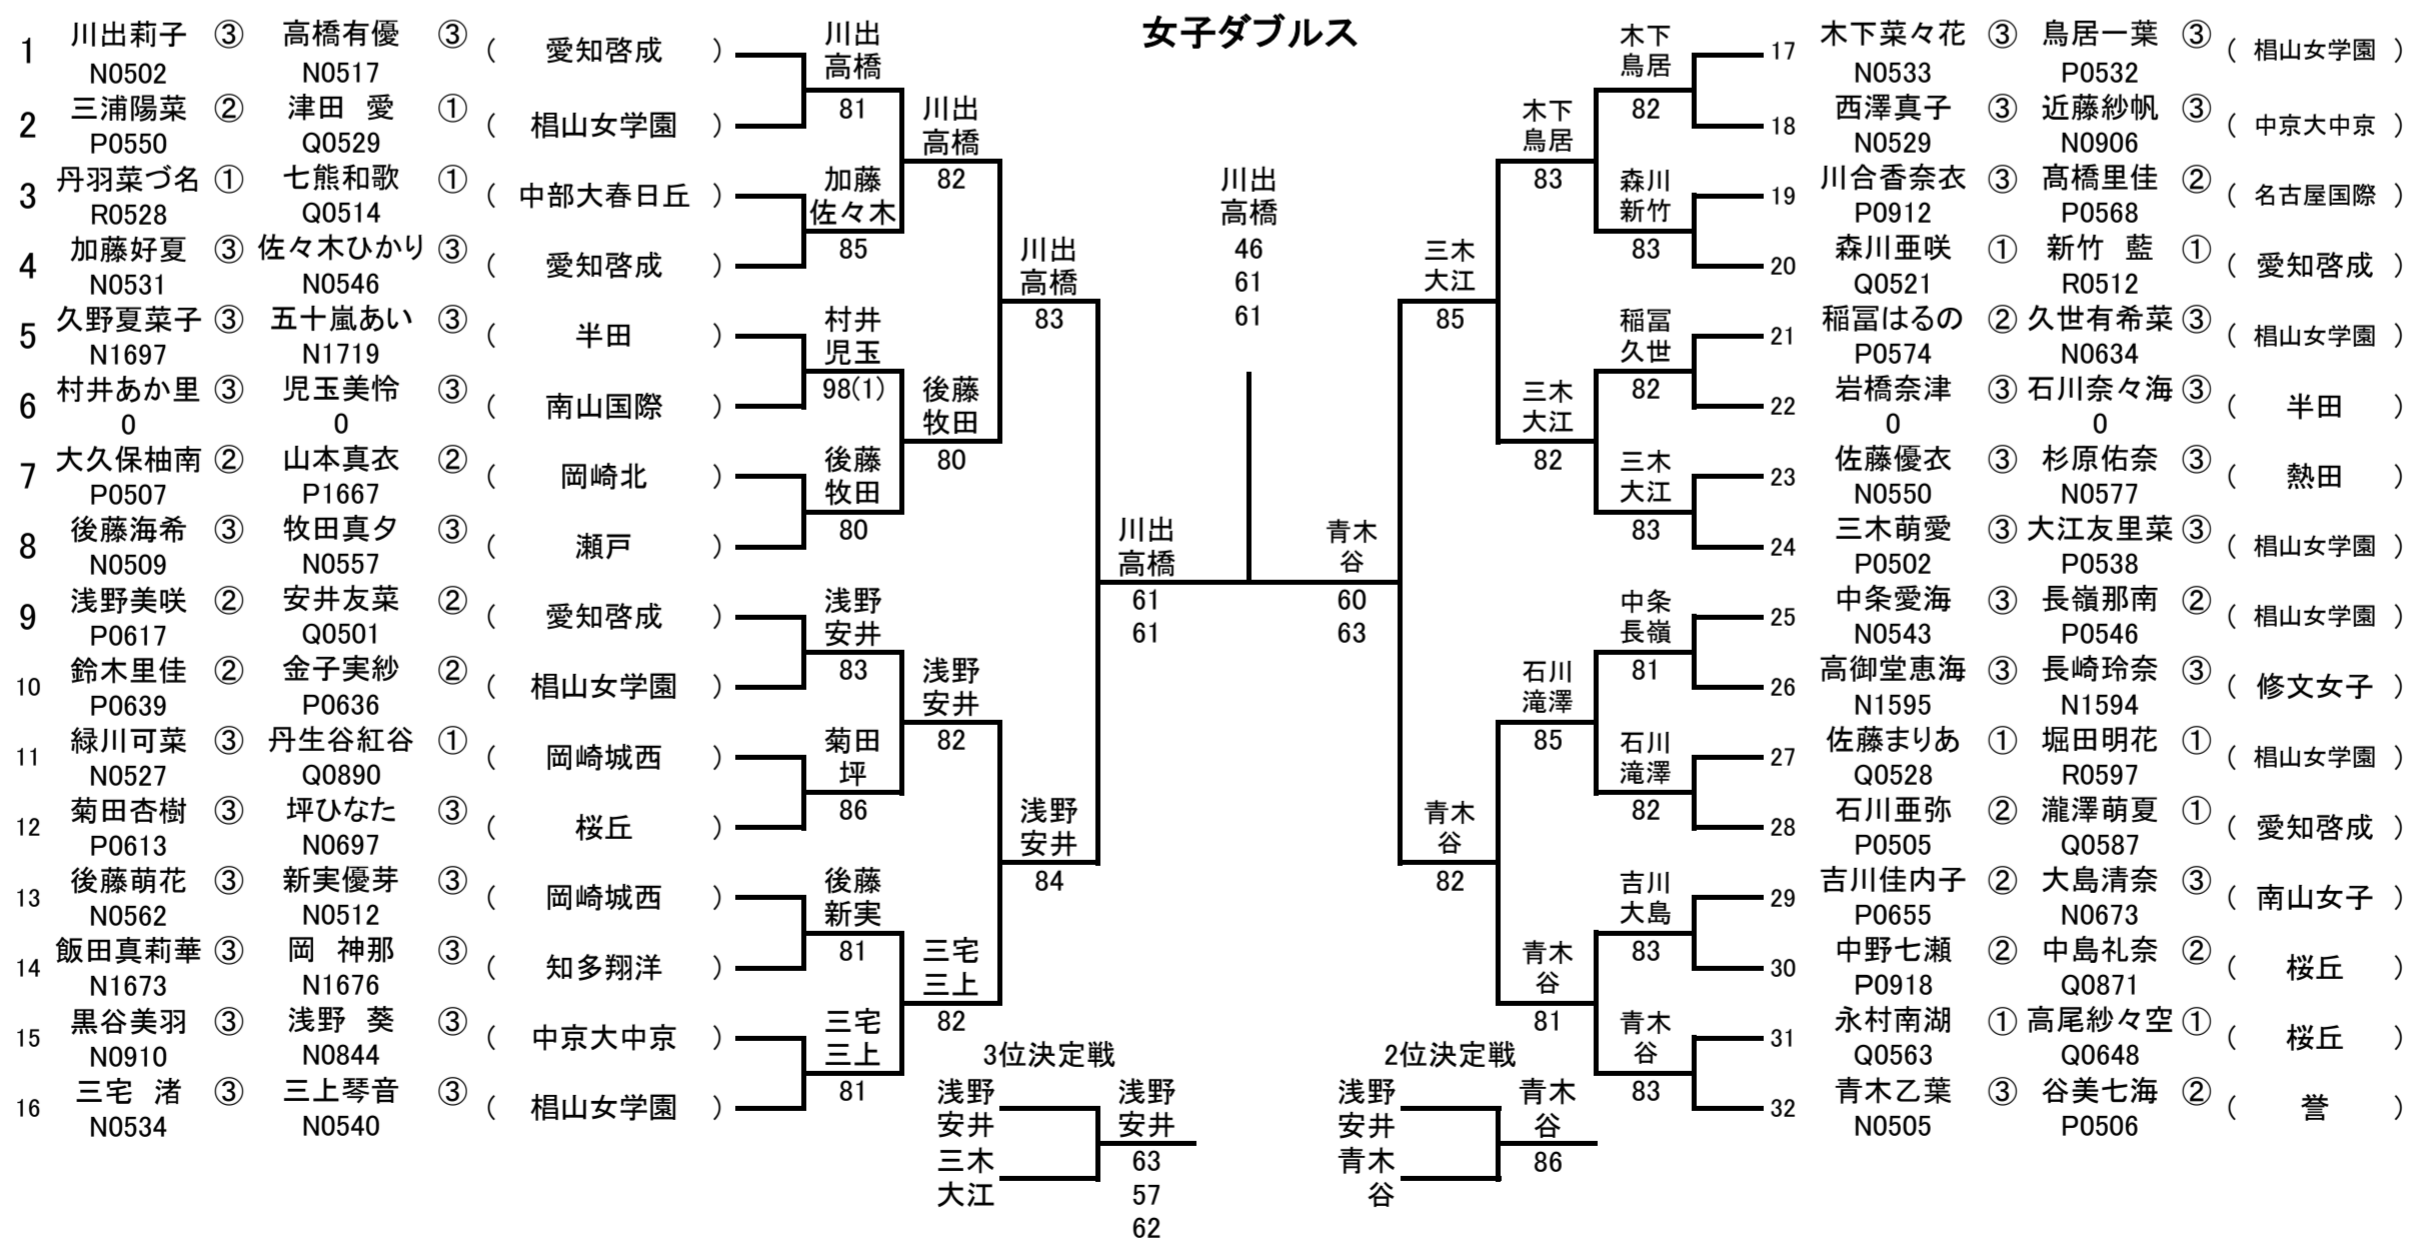 女子ダブルス
1 川出莉子 ③ 高橋有優 ③ ( 愛知啓成 )
N0502 N0517
2 三浦陽菜 ② 津田 愛 ① ( 椙山女学園 )
P0550 Q0529
3 丹羽菜づ名 ① 七熊和歌 ① ( 中部大春日丘 )
R0528 Q0514
4 加藤好夏 ③ 佐々木ひかり ③ ( 愛知啓成 )
N0531 N0546
5 久野夏菜子 ③ 五十嵐あい ③ ( 半田 )
N1697 N1719
6 村井あか里 ③ 児玉美怜 ③ ( 南山国際 )
0 0
7 大久保柚南 ② 山本真衣 ② ( 岡崎北 )
P0507 P1667
8 後藤海希 ③ 牧田真夕 ③ ( 瀬戸 )
N0509 N0557
9 浅野美咲 ② 安井友菜 ② ( 愛知啓成 )
P0617 Q0501
10 鈴木里佳 ② 金子実紗 ② ( 椙山女学園 )
P0639 P0636
11 緑川可菜 ③ 丹生谷紅谷 ① ( 岡崎城西 )
N0527 Q0890
12 菊田杏樹 ③ 坪ひなた ③ ( 桜丘 )
P0613 N0697
13 後藤萌花 ③ 新実優芽 ③ ( 岡崎城西 )
N0562 N0512
14 飯田真莉華 ③ 岡 神那 ③ ( 知多翔洋 )
N1673 N1676
15 黒谷美羽 ③ 浅野 葵 ③ ( 中京大中京 )
N0910 N0844
16 三宅 渚 ③ 三上琴音 ③ ( 椙山女学園 )
N0534 N0540
川出
高橋
81
加藤
佐々木
85
村井
児玉
98(1)
後藤
牧田
80
浅野
安井
83
菊田
坪
86
後藤
新実
81
三宅
三上
81
川出
高橋
82
後藤
牧田
80
浅野
安井
82
三宅
三上
82
川出
高橋
83
浅野
安井
84
川出
高橋
61
61
川出
高橋
46
61
61
青木
谷
60
63
三木
大江
85
青木
谷
82
木下
鳥居
83
三木
大江
82
石川
滝澤
85
青木
谷
81
木下
鳥居
82
森川
新竹
83
稲冨
久世
82
三木
大江
83
中条
長嶺
81
石川
滝澤
82
吉川
大島
83
青木
谷
83
17 木下菜々花 ③ 鳥居一葉 ③ ( 椙山女学園 )
N0533 P0532
18 西澤真子 ③ 近藤紗帆 ③ ( 中京大中京 )
N0529 N0906
19 川合香奈衣 ③ 髙橋里佳 ② ( 名古屋国際 )
P0912 P0568
20 森川亜咲 ① 新竹 藍 ① ( 愛知啓成 )
Q0521 R0512
21 稲冨はるの ② 久世有希菜 ③ ( 椙山女学園 )
P0574 N0634
22 岩橋奈津 ③ 石川奈々海 ③ ( 半田 )
0 0
23 佐藤優衣 ③ 杉原佑奈 ③ ( 熱田 )
N0550 N0577
24 三木萌愛 ③ 大江友里菜 ③ ( 椙山女学園 )
P0502 P0538
25 中条愛海 ③ 長嶺那南 ② ( 椙山女学園 )
N0543 P0546
26 高御堂恵海 ③ 長崎玲奈 ③ ( 修文女子 )
N1595 N1594
27 佐藤まりあ ① 堀田明花 ① ( 椙山女学園 )
Q0528 R0597
28 石川亜弥 ② 瀧澤萌夏 ① ( 愛知啓成 )
P0505 Q0587
29 吉川佳内子 ② 大島清奈 ③ ( 南山女子 )
P0655 N0673
30 中野七瀬 ② 中島礼奈 ② ( 桜丘 )
P0918 Q0871
31 永村南湖 ① 高尾紗々空 ① ( 桜丘 )
Q0563 Q0648
32 青木乙葉 ③ 谷美七海 ② ( 誉 )
N0505 P0506
3位決定戦
浅野
安井
三木
大江
浅野
安井
63
57
62
2位決定戦
浅野
安井
青木
谷
青木
谷
86